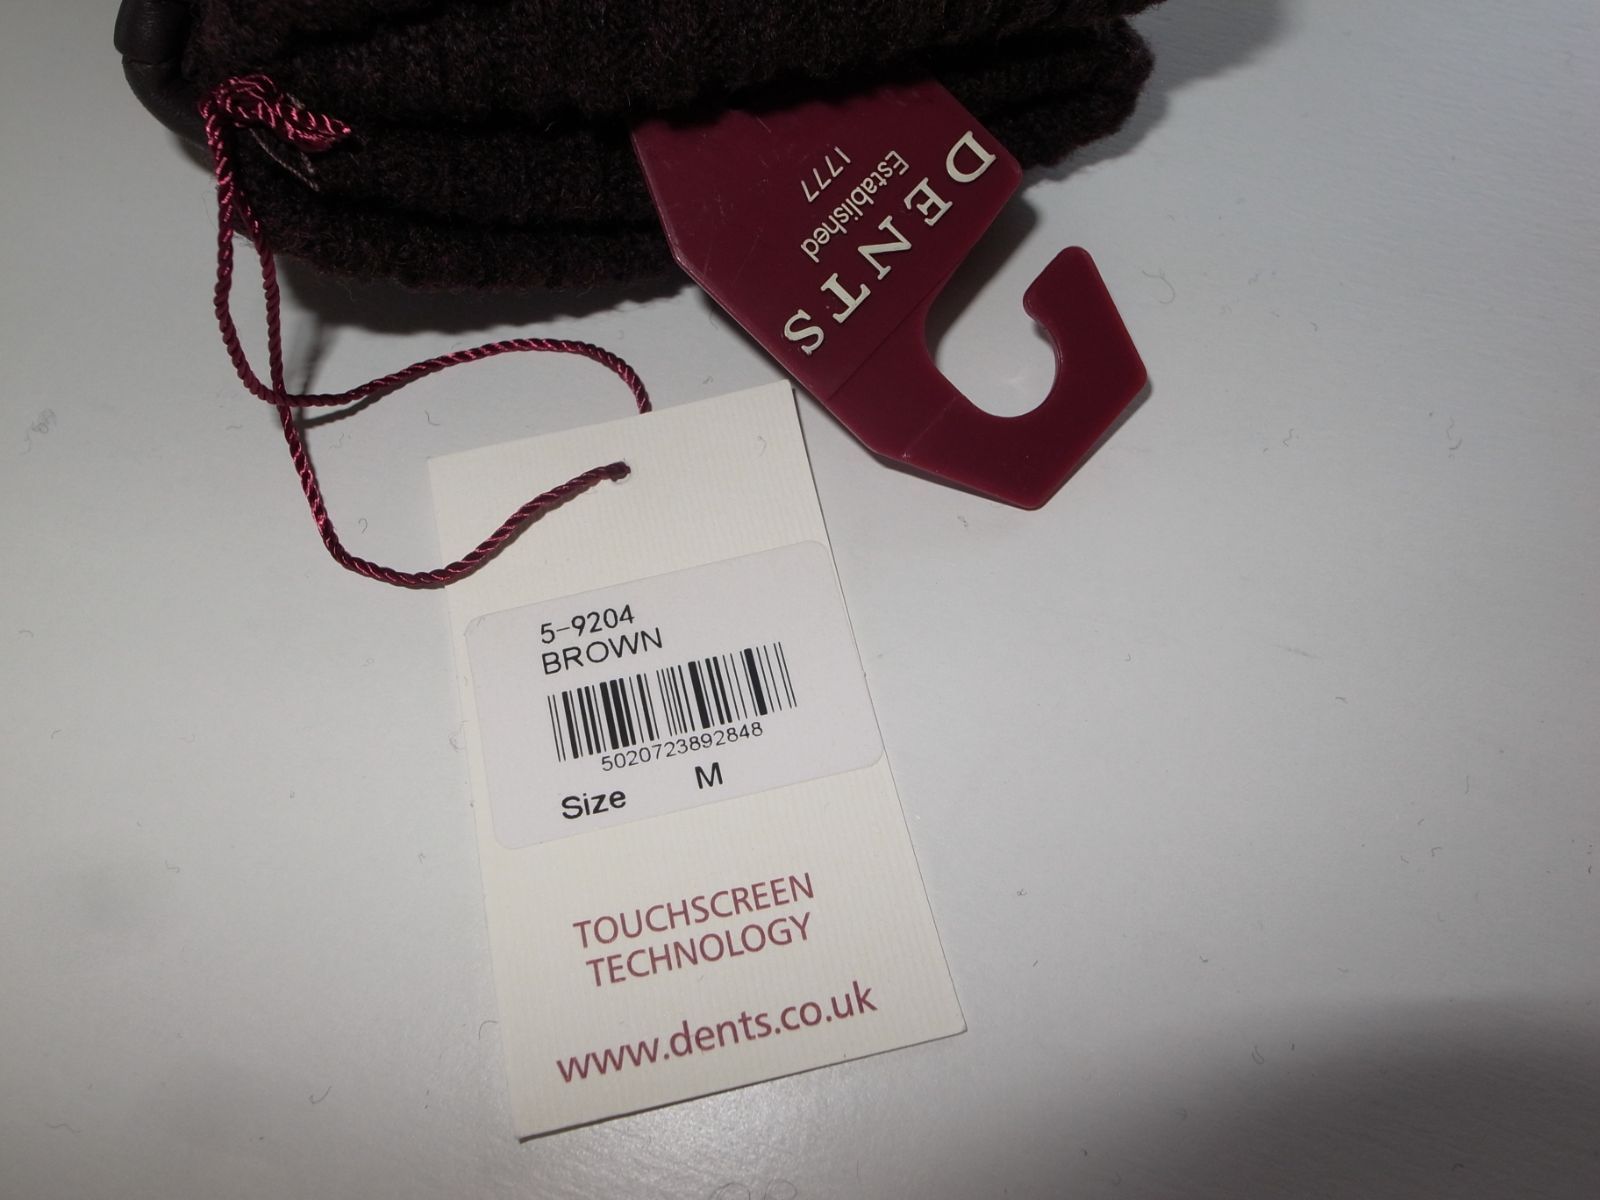 DENTS
Established
1777
5-9204
BROWN
5020723892848
Size M
TOUCHSCREEN
TECHNOLOGY
www.dents.co.uk